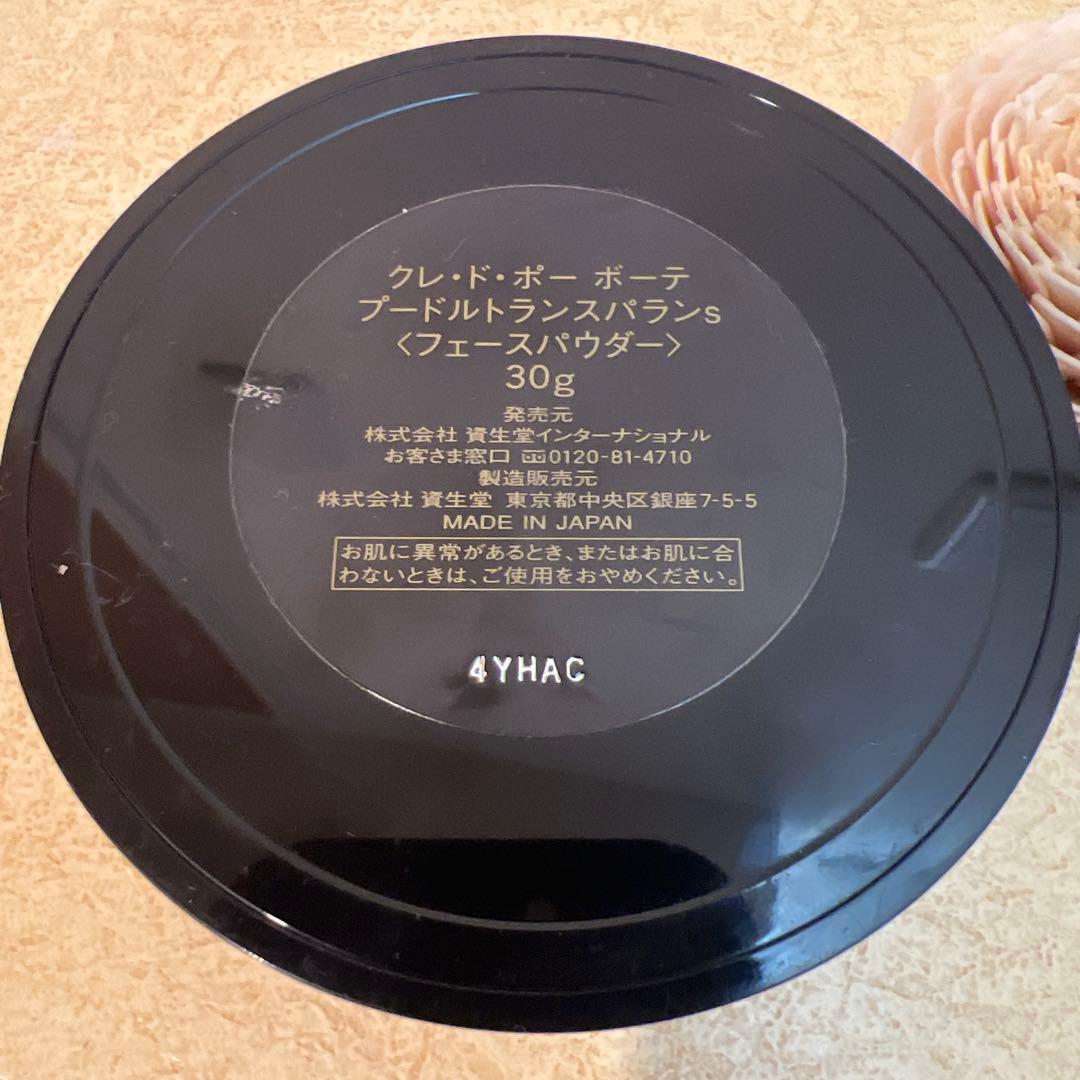 クレ・ド・ポー ボーテ
プードルトランスパランs
〈フェースパウダー〉
30g
発売元
株式会社 資生堂インターナショナル
お客さま窓口 0120-81-4710
製造販売元
株式会社 資生堂 東京都中央区銀座7-5-5
MADE IN JAPAN
お肌に異常があるとき、またはお肌に合
わないときは、ご使用をおやめください。
4YHAC